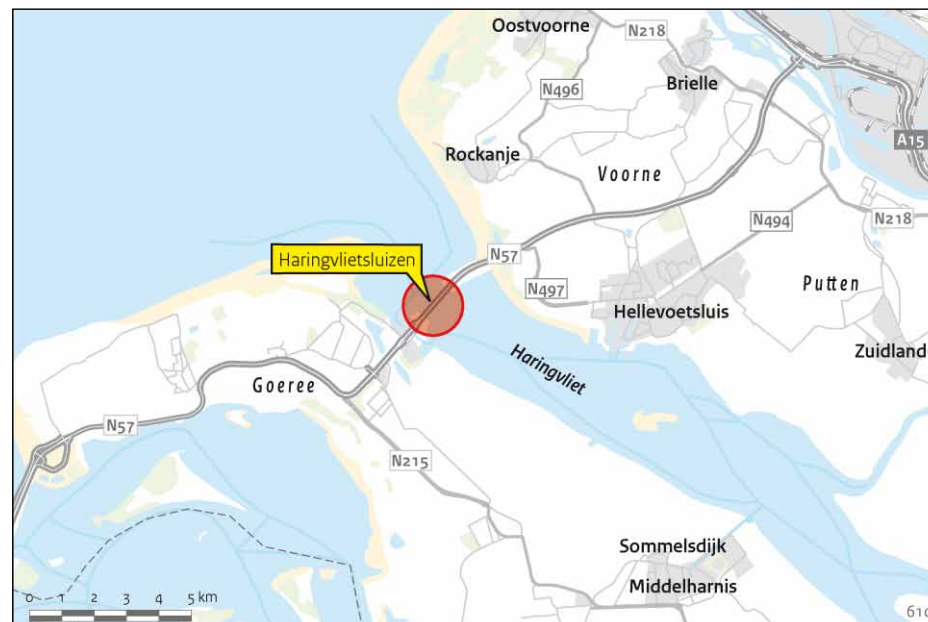 Oostvoorne
N218
Brielle
N496
A15
Rockanje
Voorne
N494
N218
N57
Haringvlietsluizen
N497
Putten
Hellevoetsluis
Zuidland
Haringvliet
Goeree
N57
N215
Sommelsdijk
Middelharnis
0 1 2 3 4 5 km